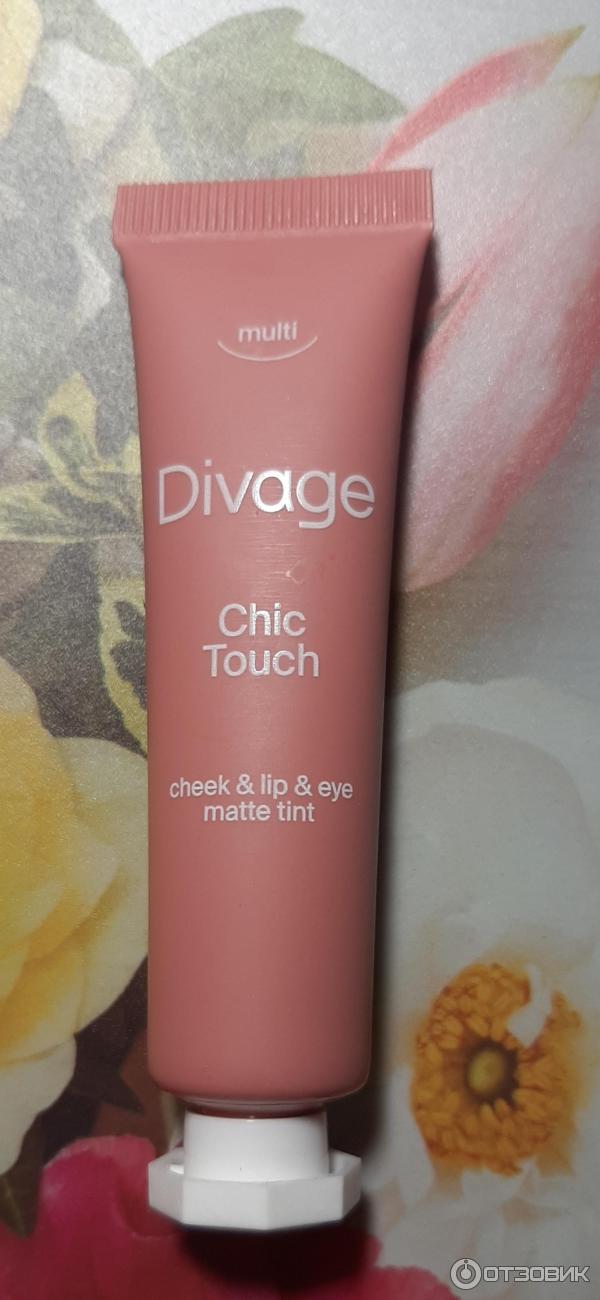 multi
Divage
Chic
Touch
cheek & lip & eye
matte tint
ОТЗОВИК